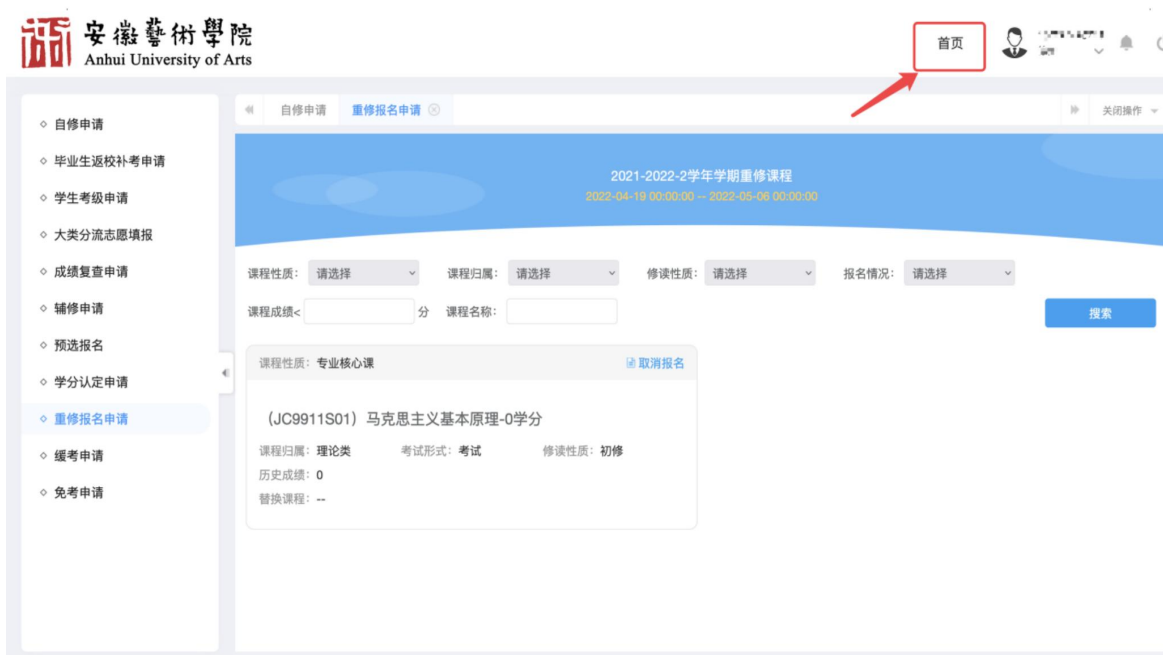 安徽藝術學院
Anhui University of Arts
首页
自修申请
毕业生返校补考申请
学生考级申请
大类分流志愿填报
成绩复查申请
辅修申请
预选报名
学分认定申请
重修报名申请
缓考申请
免考申请
自修申请 重修报名申请 关闭操作
2021-2022-2学年学期重修课程
2022-04-19 00:00:00 -- 2022-05-06 00:00:00
课程性质: 请选择 课程归属: 请选择 修读性质: 请选择 报名情况: 请选择
课程成绩< 分 课程名称: 搜索
课程性质: 专业核心课 取消报名
（JC9911S01）马克思主义基本原理-0学分
课程归属: 理论类 考试形式: 考试 修读性质: 初修
历史成绩: 0
替换课程: --